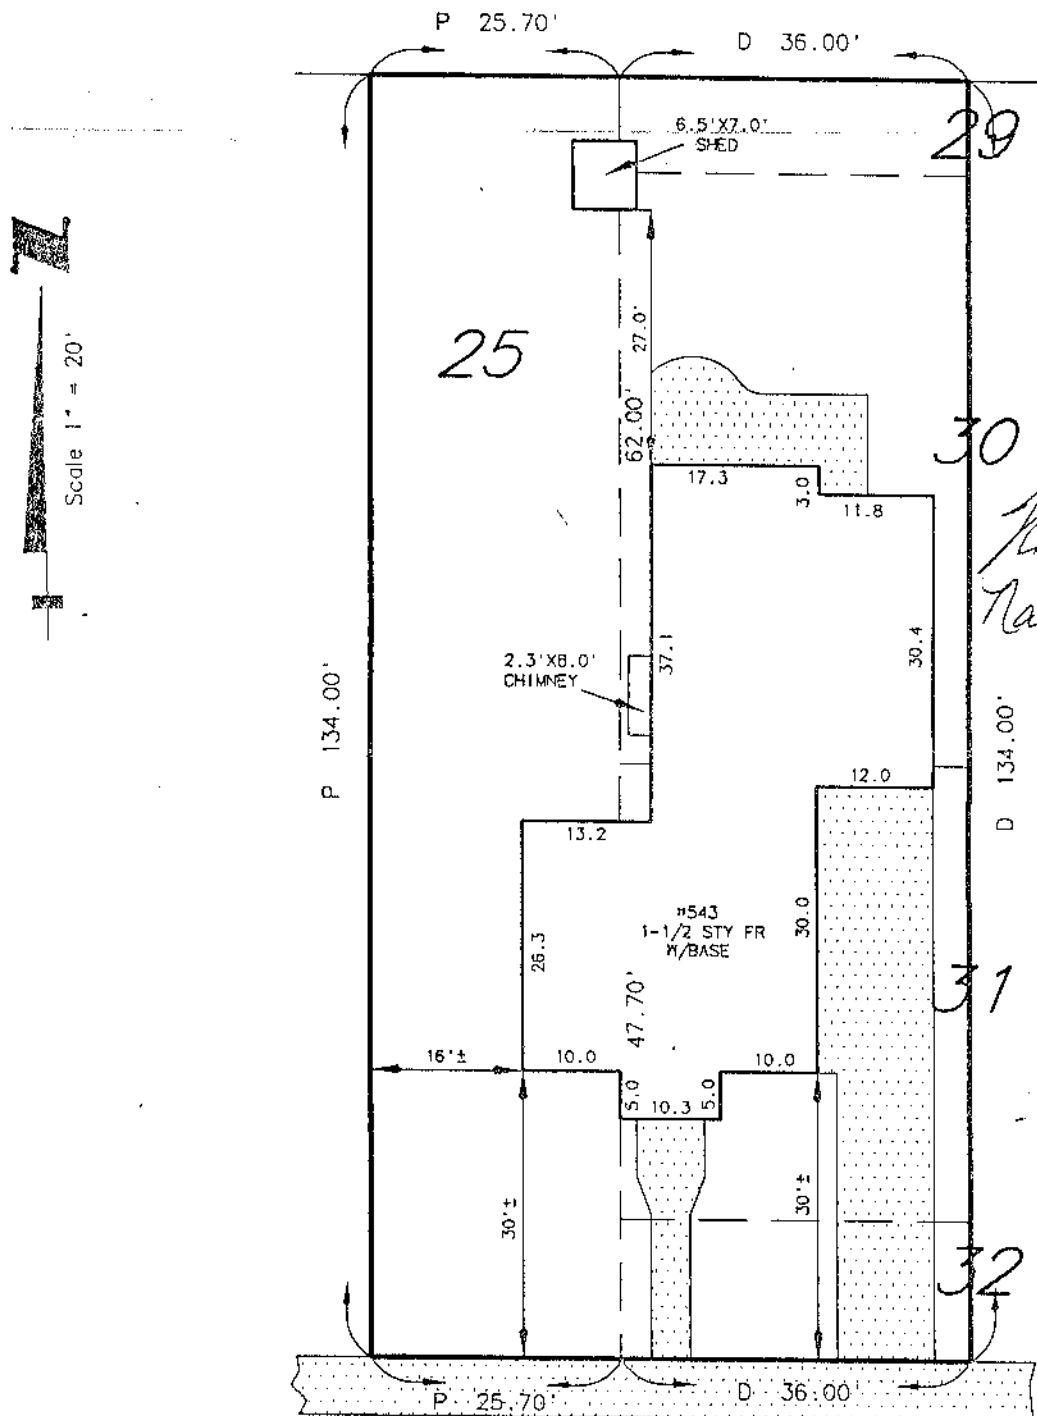 P 25.70'
D 36.00'
29
6.5'X7.0'
SHED
Scale 1" = 20'
25
27.0'
62.00'
30
17.3
3.0
11.8
2.3'X8.0'
CHIMNEY
37.1
30.4
P 134.00'
D 134.00'
12.0
13.2
26.3
#543
1-1/2 STY FR
W/BASE
30.0
47.70'
31
16'±
10.0
10.0
5.0
10.3
5.0
30'±
30'±
32
P 25.70'
D 36.00'